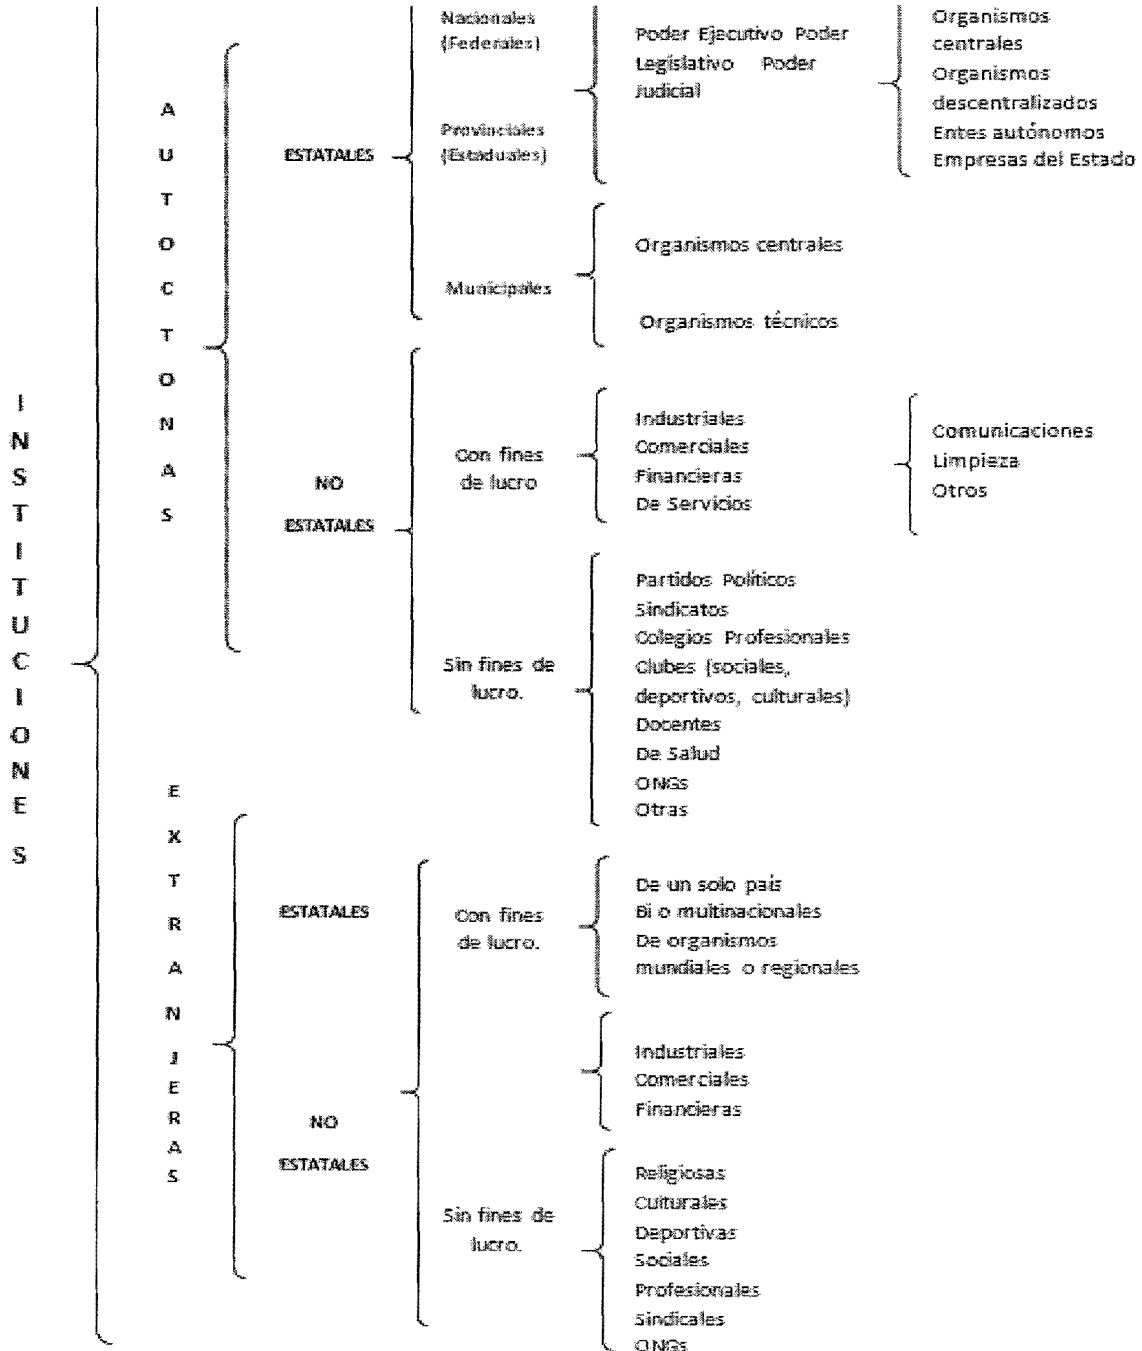 INSTITUCIONES
AUTOCTONAS
ESTATALES
Nacionales
(Federales)
Provinciales
(Estaduales)
Poder Ejecutivo Poder
Legislativo Poder
Judicial
Organismos
centrales
Organismos
descentralizados
Entes autónomos
Empresas del Estado
Municipales
Organismos centrales
Organismos técnicos
NO
ESTATALES
Con fines
de lucro
Industriales
Comerciales
Financieras
De Servicios
Comunicaciones
Limpieza
Otros
Sin fines de
lucro.
Partidos Políticos
Sindicatos
Colegios Profesionales
Clubes (sociales,
deportivos, culturales)
Docentes
De Salud
ONGs
Otras
EXTRANJERAS
ESTATALES
Con fines
de lucro.
De un solo país
Bi o multinacionales
De organismos
mundiales o regionales
Industriales
Comerciales
Financieras
NO
ESTATALES
Sin fines de
lucro.
Religiosas
Culturales
Deportivas
Sociales
Profesionales
Sindicales
ONGs